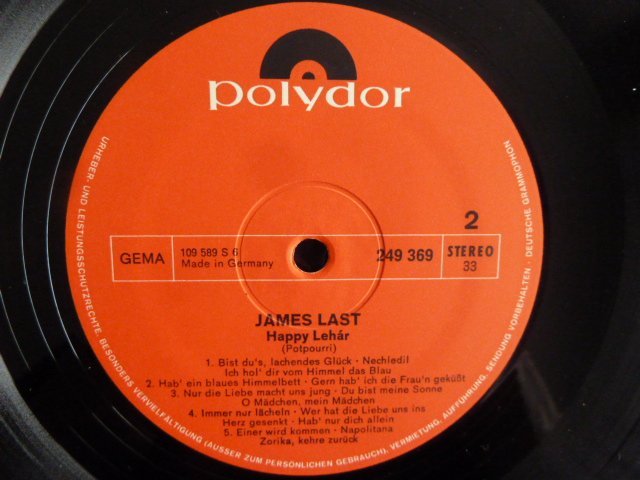 polydor
2
GEMA
109 589 S 6
Made in Germany
249 369
STEREO
33
JAMES LAST
Happy Lehár
(Potpourri)
1. Bist du's, lachendes Glück · Nechledil
Ich hol' dir vom Himmel das Blau
2. Hab' ein blaues Himmelbett · Gern hab' ich die Frau'n geküßt
3. Nur die Liebe macht uns jung · Du bist meine Sonne
O Mädchen, mein Mädchen
4. Immer nur lächeln · Wer hat die Liebe uns ins
Herz gesenkt · Hab' nur dich allein
5. Einer wird kommen · Napolitana
Zorika, kehre zurück
URHEBER- UND LEISTUNGSSCHUTZRECHTE, BESONDERS VERVIELFÄLTIGUNG (AUSSER ZUM PERSÖNLICHEN GEBRAUCH), VERMIETUNG, AUFFÜHRUNG, SENDUNG VORBEHALTEN · DEUTSCHE GRAMMOPHON